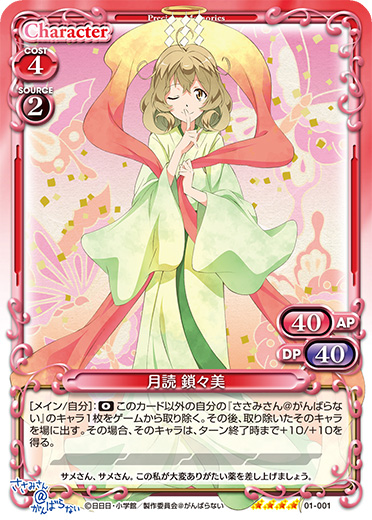 Precious Memories
Character
COST
4
SOURCE
2
40 AP
DP 40
月読 鎖々美
[メイン/自分]:このカード以外の自分の「ささみさん@がんばらな
い」のキャラ1枚をゲームから取り除く。その後、取り除いたそのキャラ
を場に出す。その場合、そのキャラは、ターン終了時まで+10/+10を
得る。
サメさん、サメさん、この私が大変ありがたい薬を差し上げましょう。
ささみさん
@がんばらない
©日日日・小学館/製作委員会@がんばらない
01-001